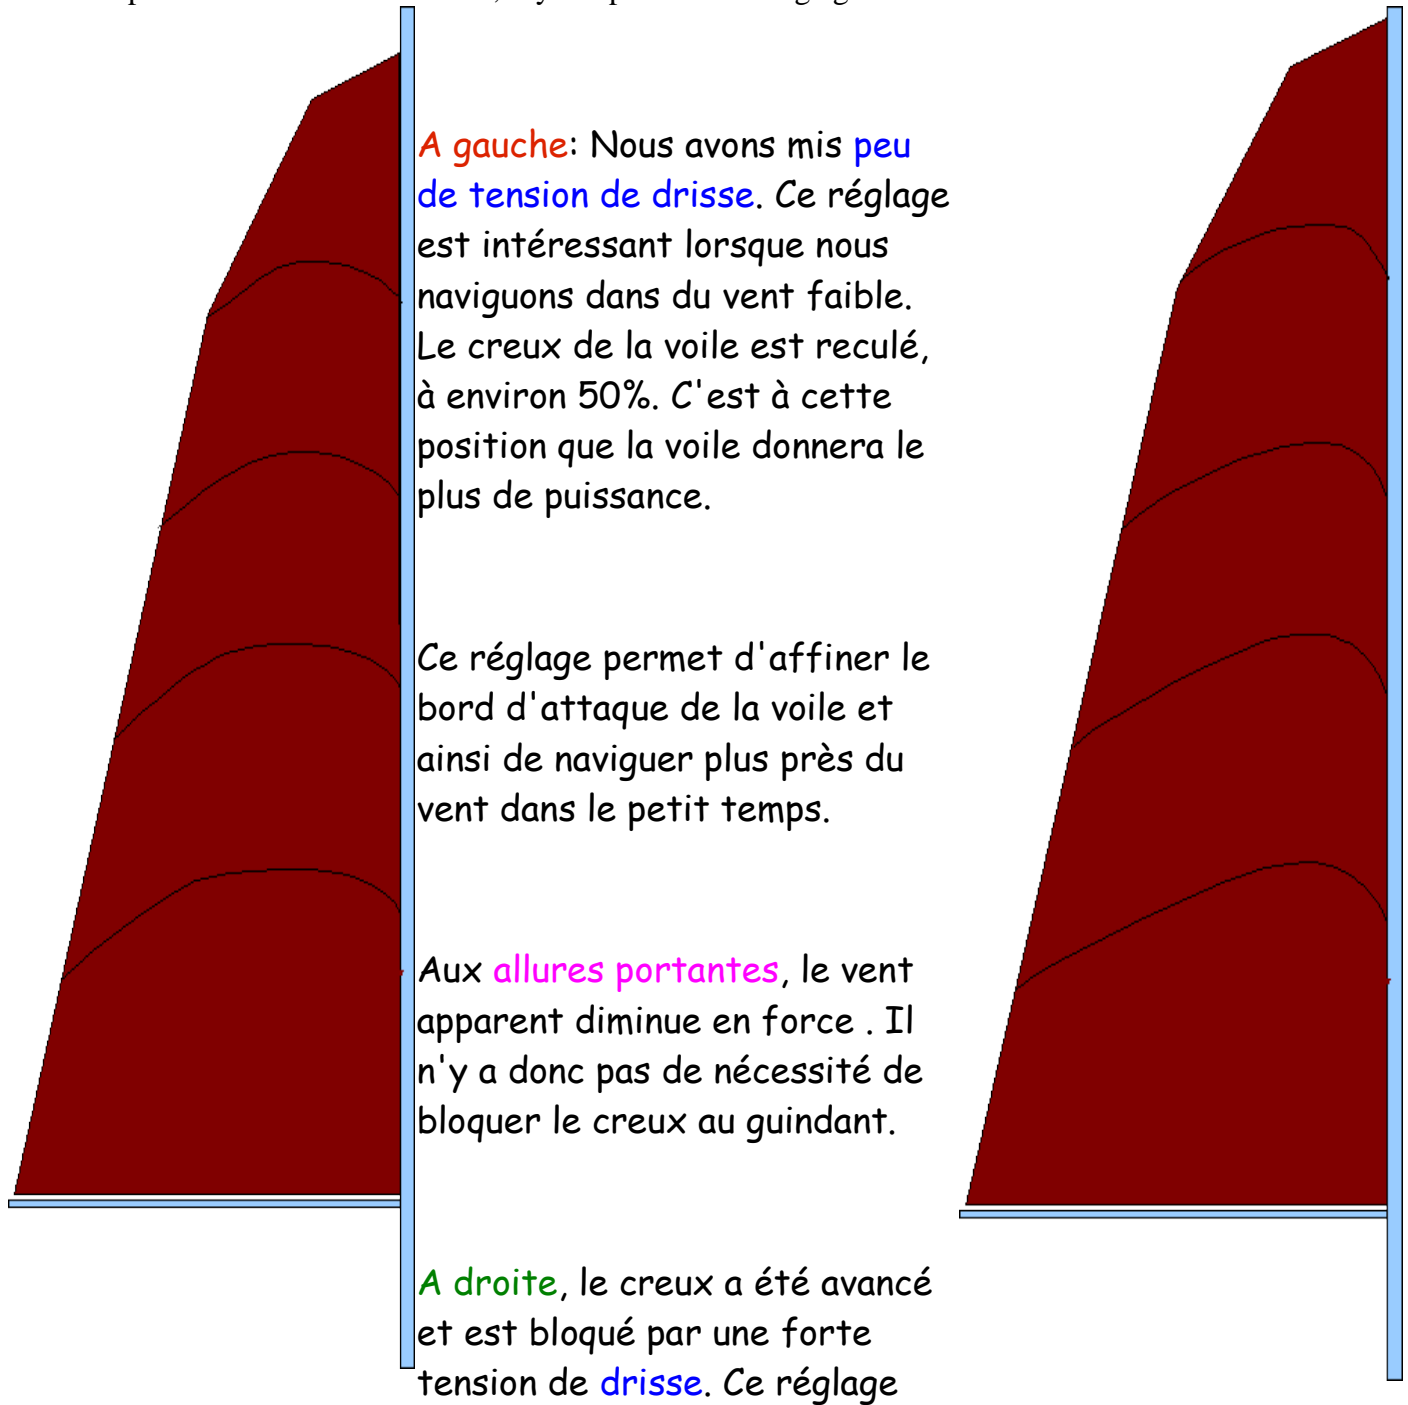 A gauche: Nous avons mis peu
de tension de drisse. Ce réglage
est intéressant lorsque nous
naviguons dans du vent faible.
Le creux de la voile est reculé,
à environ 50%. C'est à cette
position que la voile donnera le
plus de puissance.
Ce réglage permet d'affiner le
bord d'attaque de la voile et
ainsi de naviguer plus près du
vent dans le petit temps.
Aux allures portantes, le vent
apparent diminue en force . Il
n'y a donc pas de nécessité de
bloquer le creux au guindant.
A droite, le creux a été avancé
et est bloqué par une forte
tension de drisse. Ce réglage